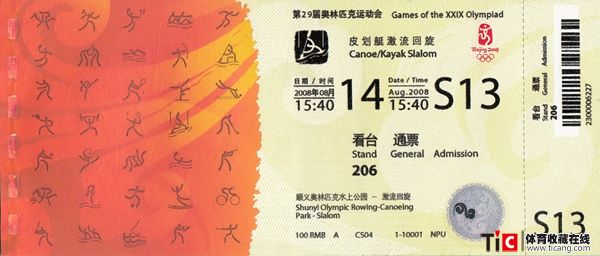 第29届奥林匹克运动会 Games of the XXIX Olympiad
皮划艇激流回旋
Canoe/Kayak Slalom
Beijing 2008
日期 / 时间
2008年08月
15:40
14
Date / Time
Aug.2008
15:40
S13
看台 通票
Stand General Admission
206
顺义奥林匹克水上公园 - 激流回旋
Shunyi Olympic Rowing-Canoeing
Park - Slalom
100 RMB A CS04 1-10001 NPU
看台 通票
Stand General Admission
206
2300006227
S13
TiC 体育收藏在线
www.ticang.com